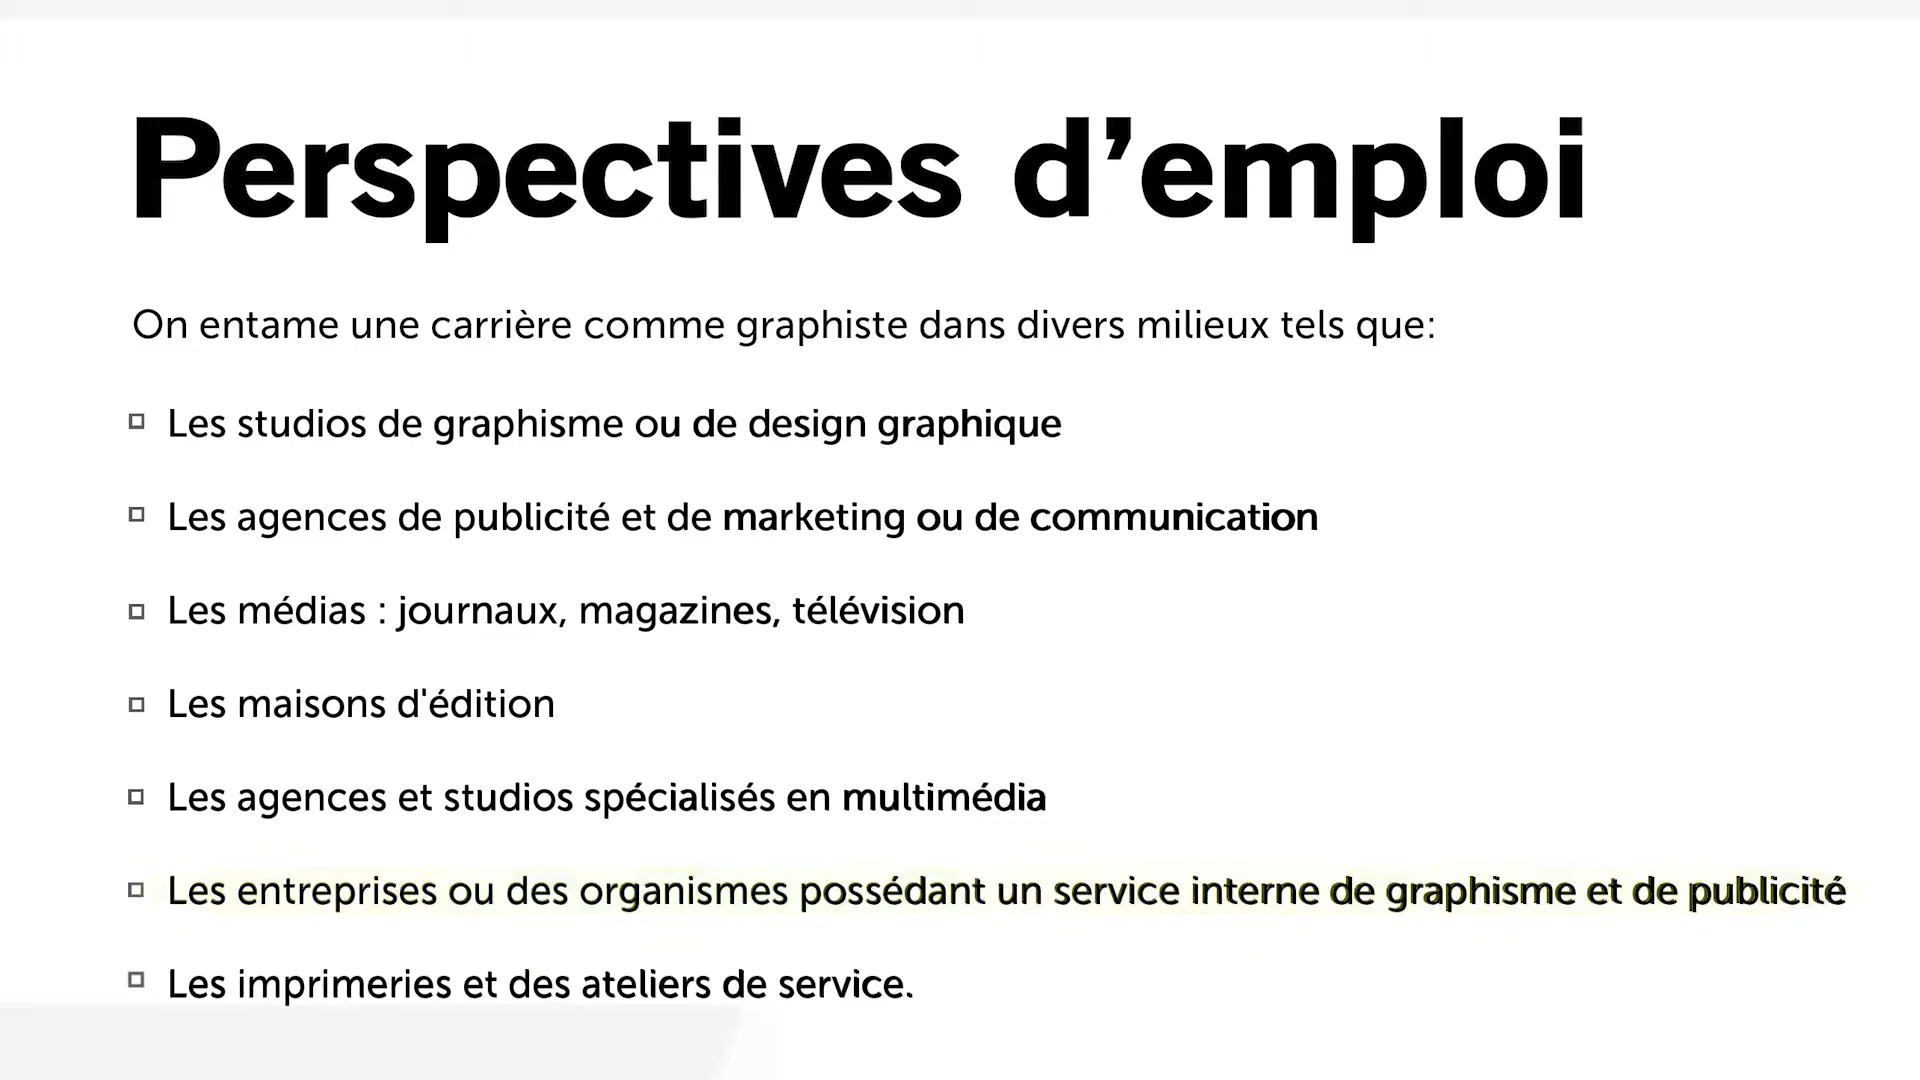 Perspectives d’emploi
On entame une carrière comme graphiste dans divers milieux tels que:
Les studios de graphisme ou de design graphique
Les agences de publicité et de marketing ou de communication
Les médias : journaux, magazines, télévision
Les maisons d'édition
Les agences et studios spécialisés en multimédia
Les entreprises ou des organismes possédant un service interne de graphisme et de publicité
Les imprimeries et des ateliers de service.